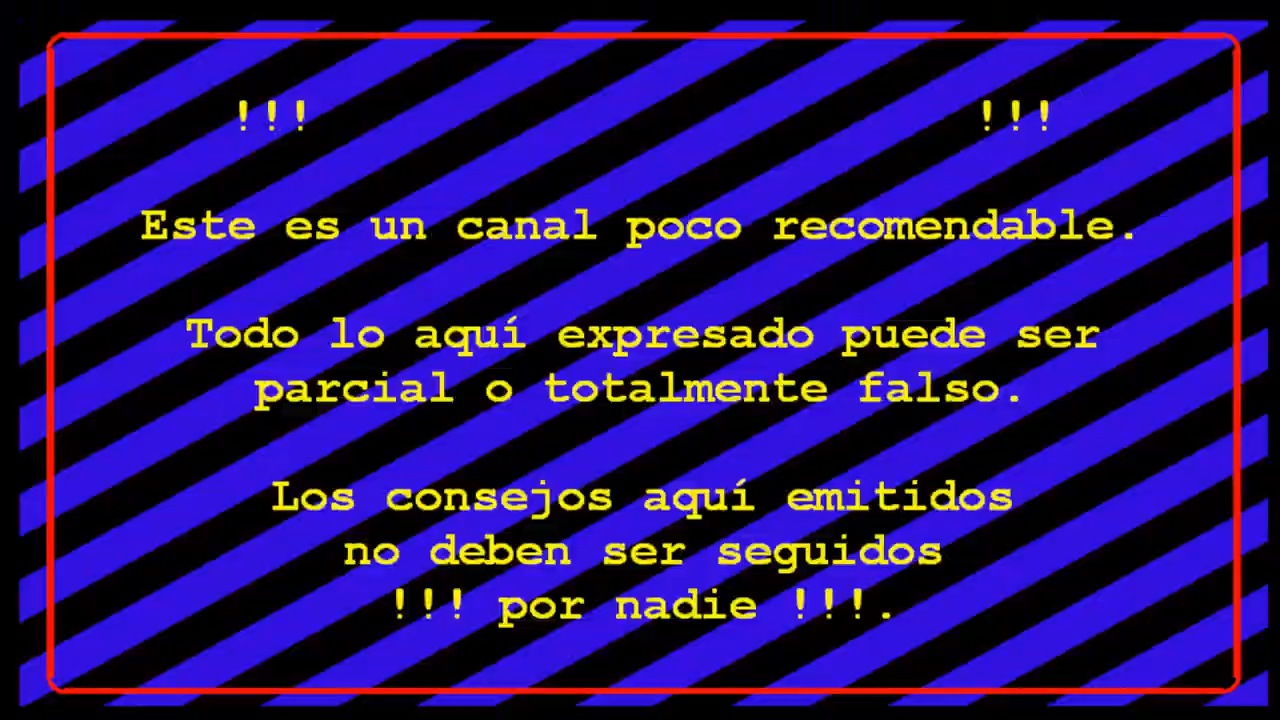 !!! !!!
Este es un canal poco recomendable.
Todo lo aquí expresado puede ser
parcial o totalmente falso.
Los consejos aquí emitidos
no deben ser seguidos
!!! por nadie !!!.